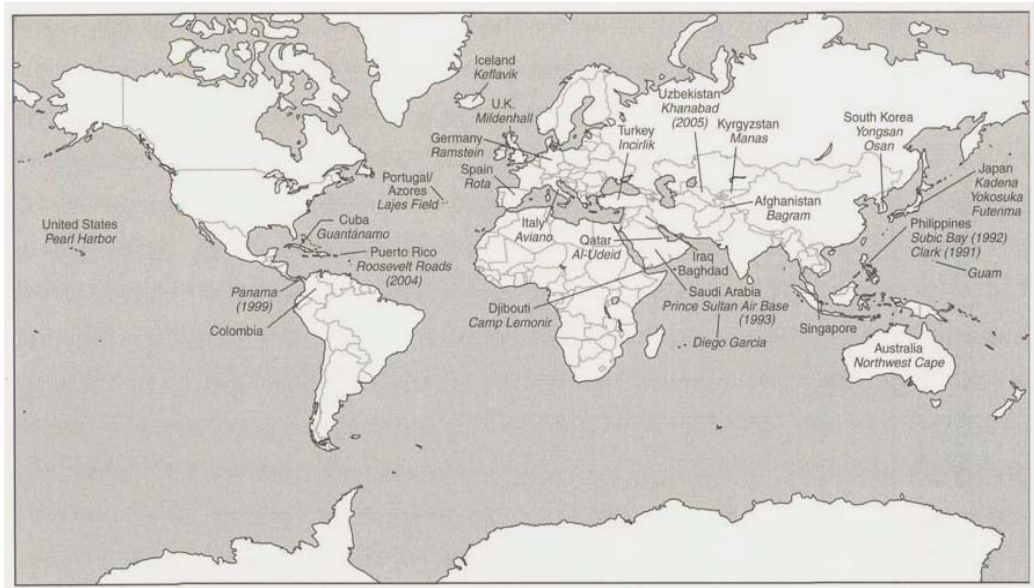 Iceland
Keflavik
U.K.
Mildenhall
Germany
Ramstein
Spain
Rota
Portugal/
Azores
Lajes Field
Uzbekistan
Khanabad
(2005)
Kyrgyzstan
Manas
Turkey
Incirlik
South Korea
Yongsan
Osan
Japan
Kadena
Yokosuka
Futenma
Afghanistan
Bagram
Philippines
Subic Bay (1992)
Clark (1991)
Guam
United States
Pearl Harbor
Cuba
Guantánamo
Puerto Rico
Roosevelt Roads
(2004)
Panama
(1999)
Colombia
Italy
Aviano
Qatar
Al-Udeid
Iraq
Baghdad
Saudi Arabia
Prince Sultan Air Base
(1993)
Djibouti
Camp Lemonir
Diego Garcia
Singapore
Australia
Northwest Cape